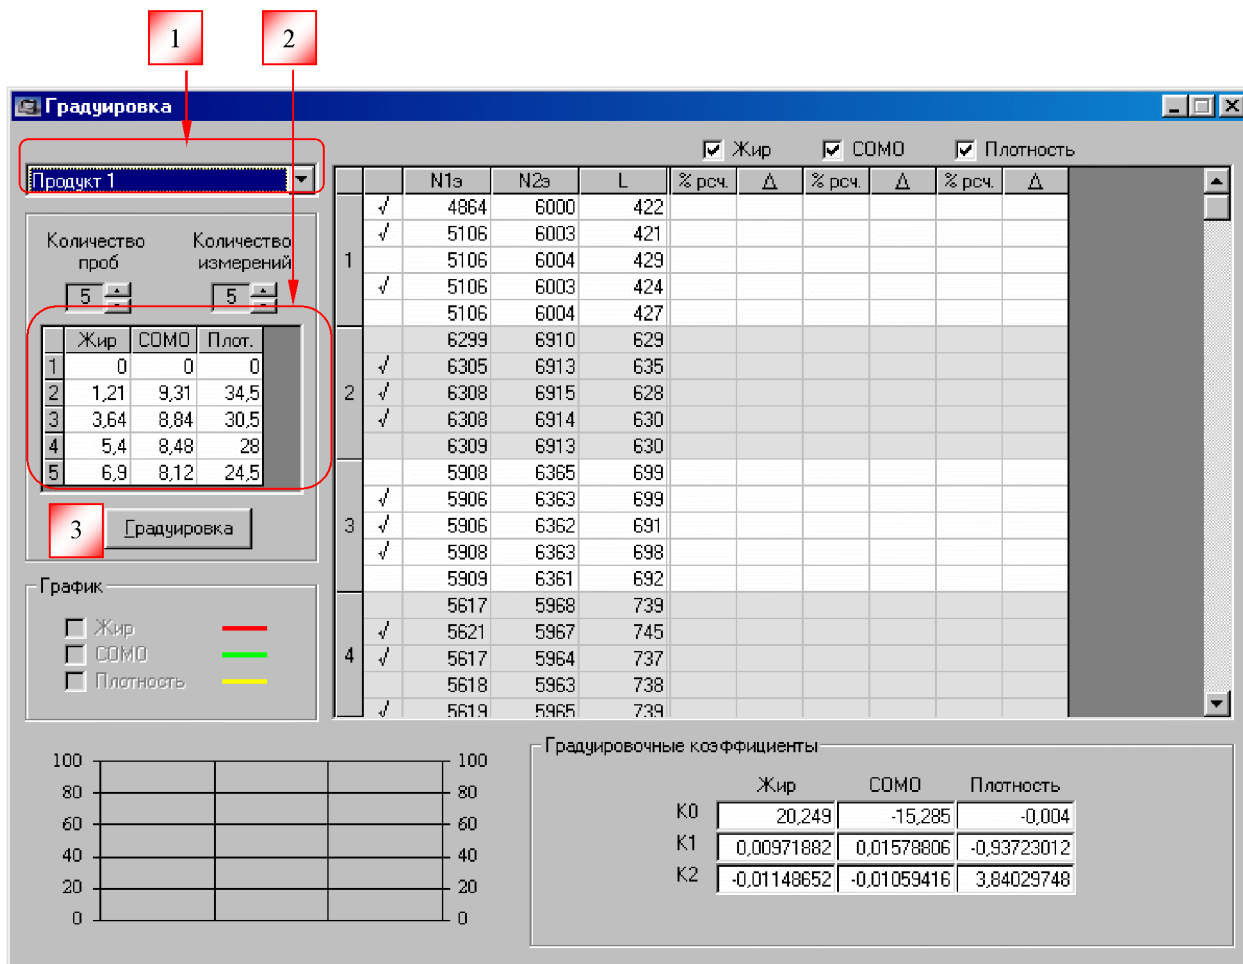 1 2
Градуировка
Продукт 1
Количество проб
Количество измерений
5 5
Жир СОМО Плот.
1 0 0 0
2 1,21 9,31 34,5
3 3,64 8,84 30,5
4 5,4 8,48 28
5 6,9 8,12 24,5
3 Градуировка
График
Жир
СОМО
Плотность
Жир СОМО Плотность
N1э N2э L % рсч. Δ % рсч. Δ % рсч. Δ
1
√ 4864 6000 422
√ 5106 6003 421
5106 6004 429
√ 5106 6003 424
5106 6004 427
2
6299 6910 629
√ 6305 6913 635
√ 6308 6915 628
√ 6308 6914 630
6309 6913 630
3
5908 6365 699
√ 5906 6363 699
√ 5906 6362 691
√ 5908 6363 698
5909 6361 692
4
5617 5968 739
√ 5621 5967 745
√ 5617 5964 737
5618 5963 738
√ 5619 5965 739
100 100
80 80
60 60
40 40
20 20
0 0
Градуировочные коэффициенты
Жир СОМО Плотность
K0 20,249 -15,285 -0,004
K1 0,00971882 0,01578806 -0,93723012
K2 -0,01148652 -0,01059416 3,84029748